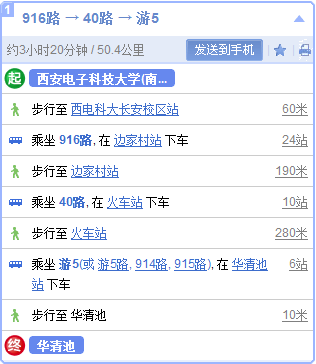 1
916路 → 40路 → 游5
约3小时20分钟 / 50.4公里 发送到手机
起 西安电子科技大学(南...
步行至 西电科大长安校区站 60米
乘坐 916路, 在 边家村站 下车 24站
步行至 边家村站 190米
乘坐 40路, 在 火车站 下车 10站
步行至 火车站 280米
乘坐 游5(或 游5路, 914路, 915路), 在 华清池 6站
站 下车
步行至 华清池 10米
终 华清池